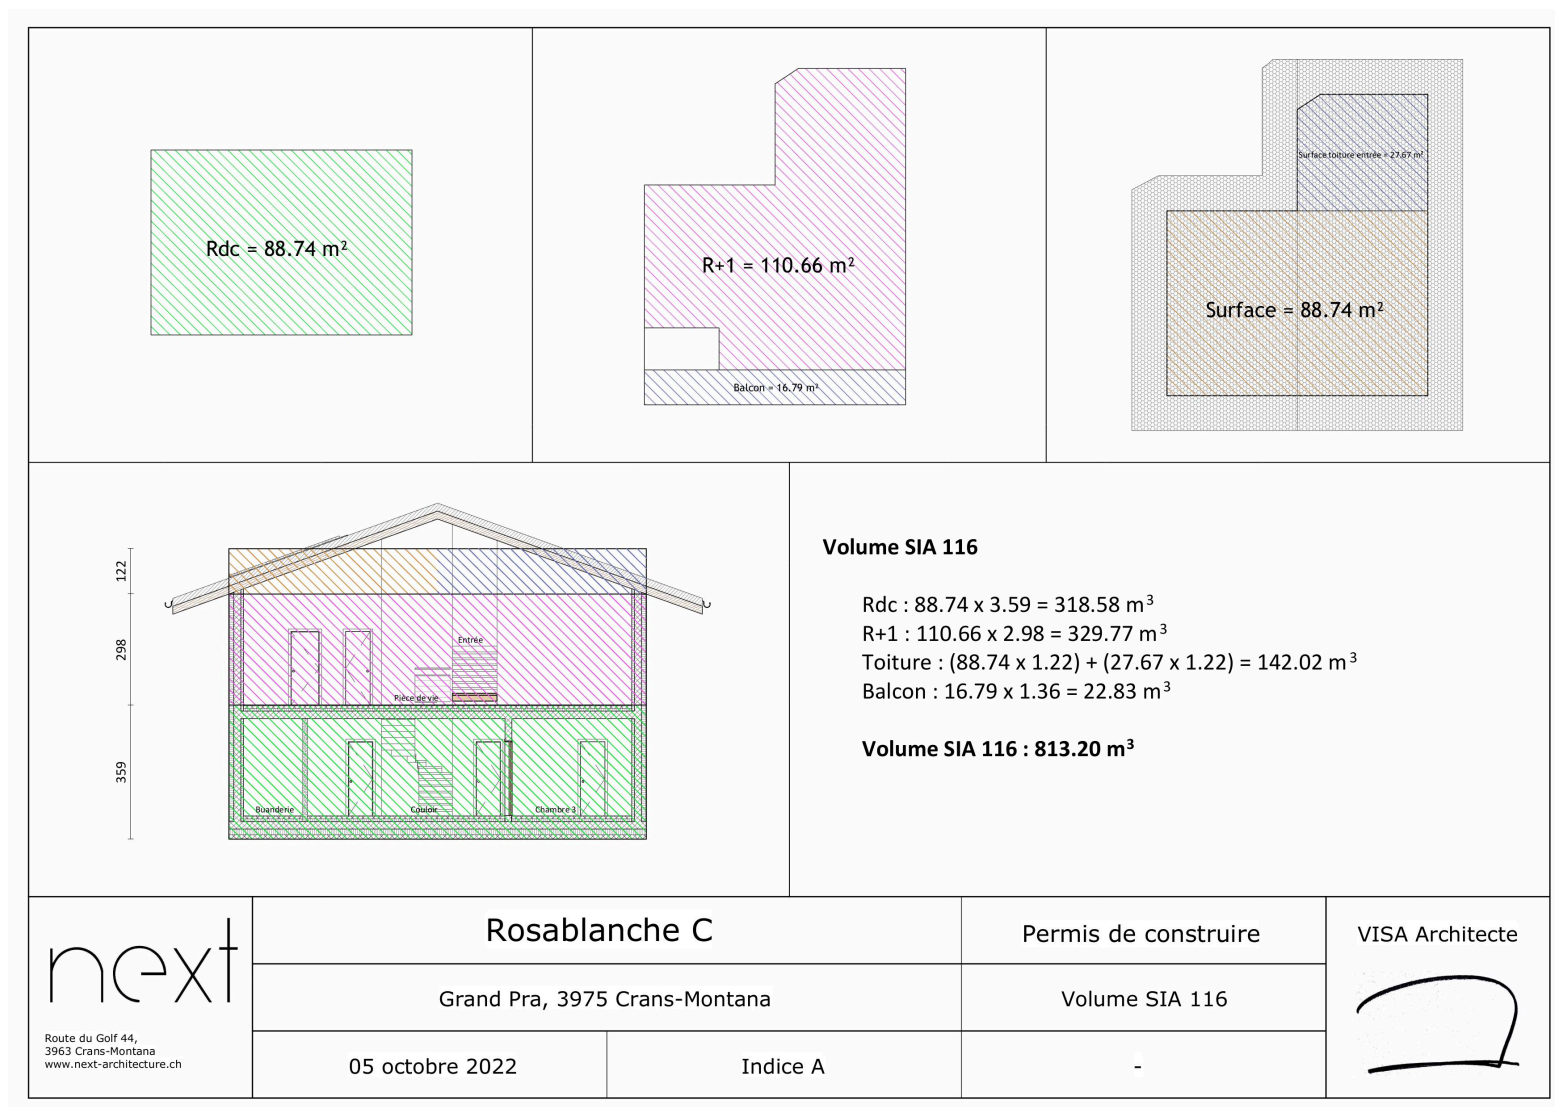 Rdc = 88.74 m²
R+1 = 110.66 m²
Balcon = 16.79 m²
Surface toiture entrée = 27.67 m²
Surface = 88.74 m²
122
298
359
Entrée
Pièce de vie
Buanderie
Couloir
Chambre 3
Volume SIA 116
Rdc : 88.74 x 3.59 = 318.58 m³
R+1 : 110.66 x 2.98 = 329.77 m³
Toiture : (88.74 x 1.22) + (27.67 x 1.22) = 142.02 m³
Balcon : 16.79 x 1.36 = 22.83 m³
Volume SIA 116 : 813.20 m³
next
Route du Golf 44,
3963 Crans-Montana
www.next-architecture.ch
Rosablanche C
Permis de construire
Grand Pra, 3975 Crans-Montana
Volume SIA 116
05 octobre 2022
Indice A
-
VISA Architecte